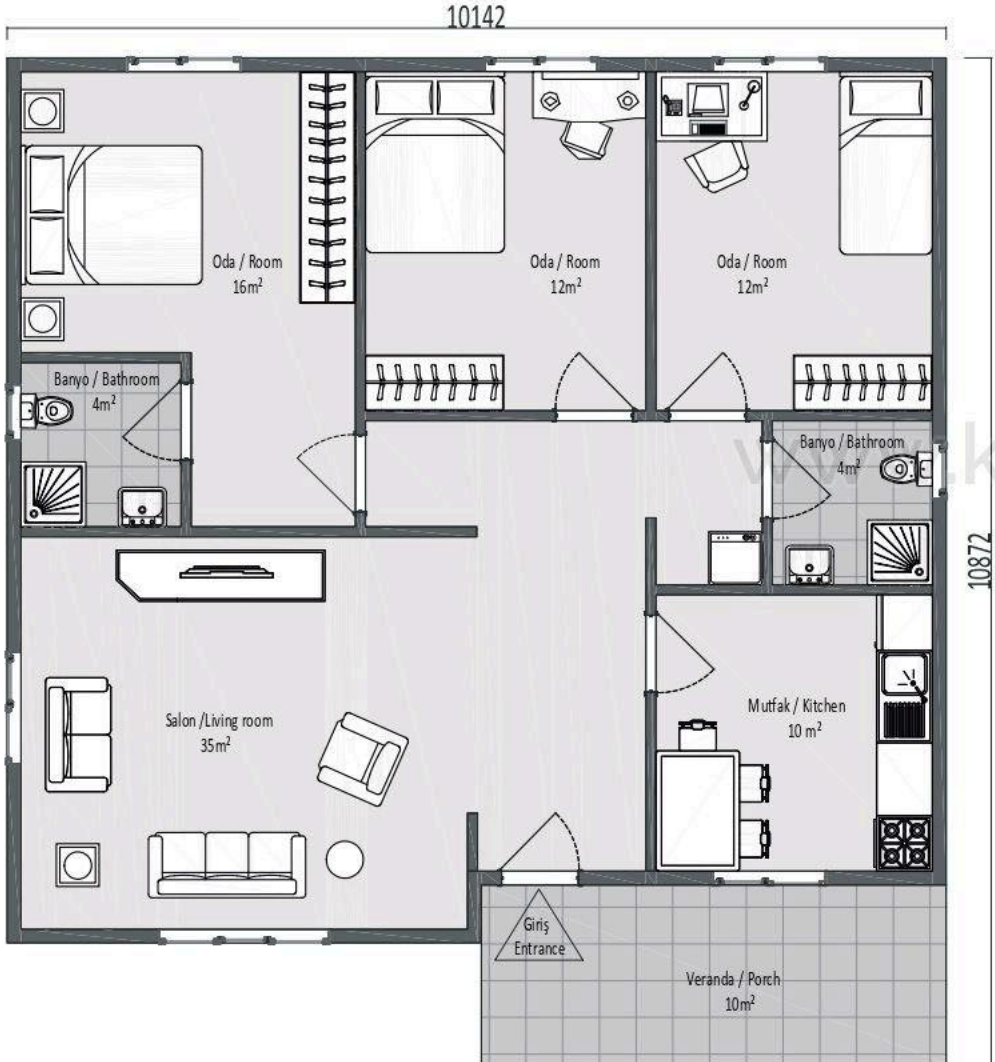 10142
Oda / Room
16m²
Oda / Room
12m²
Oda / Room
12m²
Banyo / Bathroom
4m²
Banyo / Bathroom
4m²
www.k
10872
Salon /Living room
35m²
Mutfak / Kitchen
10 m²
Giriş
Entrance
Veranda / Porch
10m²